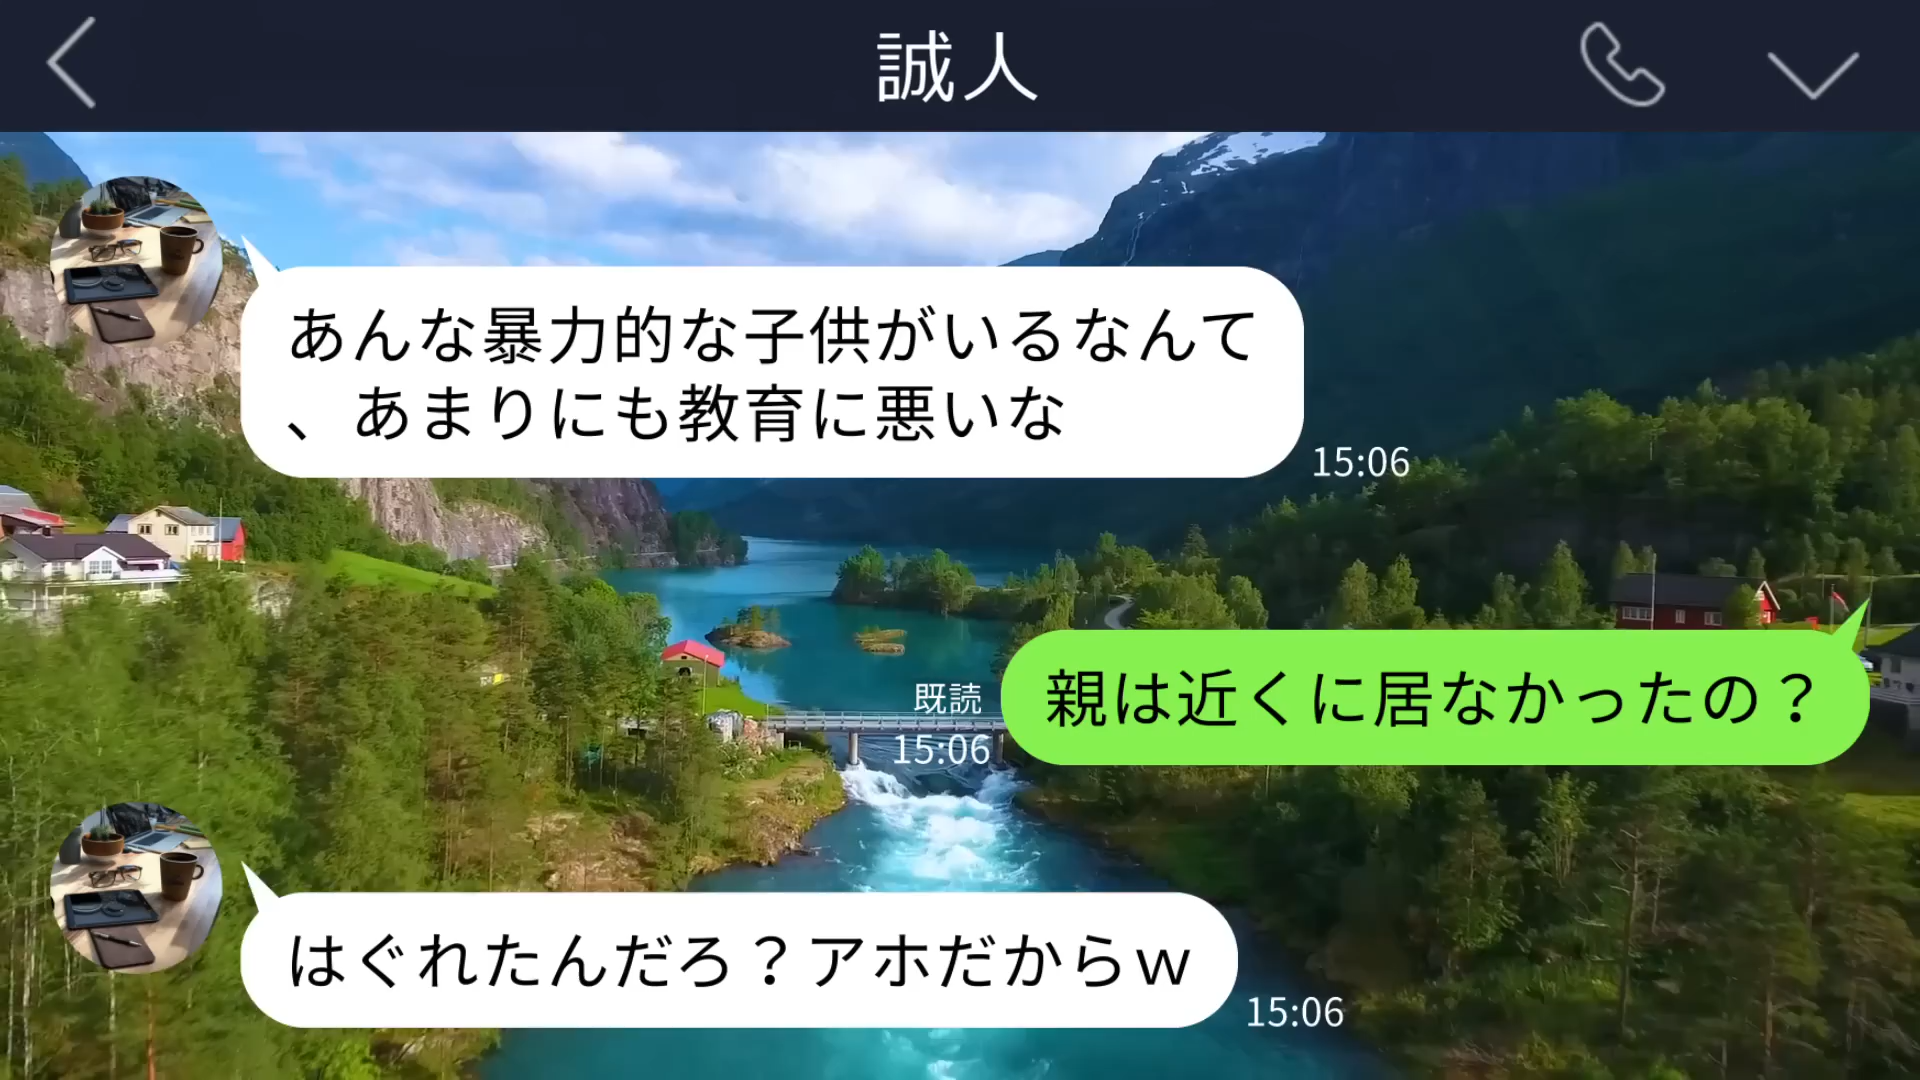 誠人
あんな暴力的な子供がいるなんて
、あまりにも教育に悪いな
15:06
親は近くに居なかったの？
既読
15:06
はぐれたんだろ？アホだからｗ
15:06